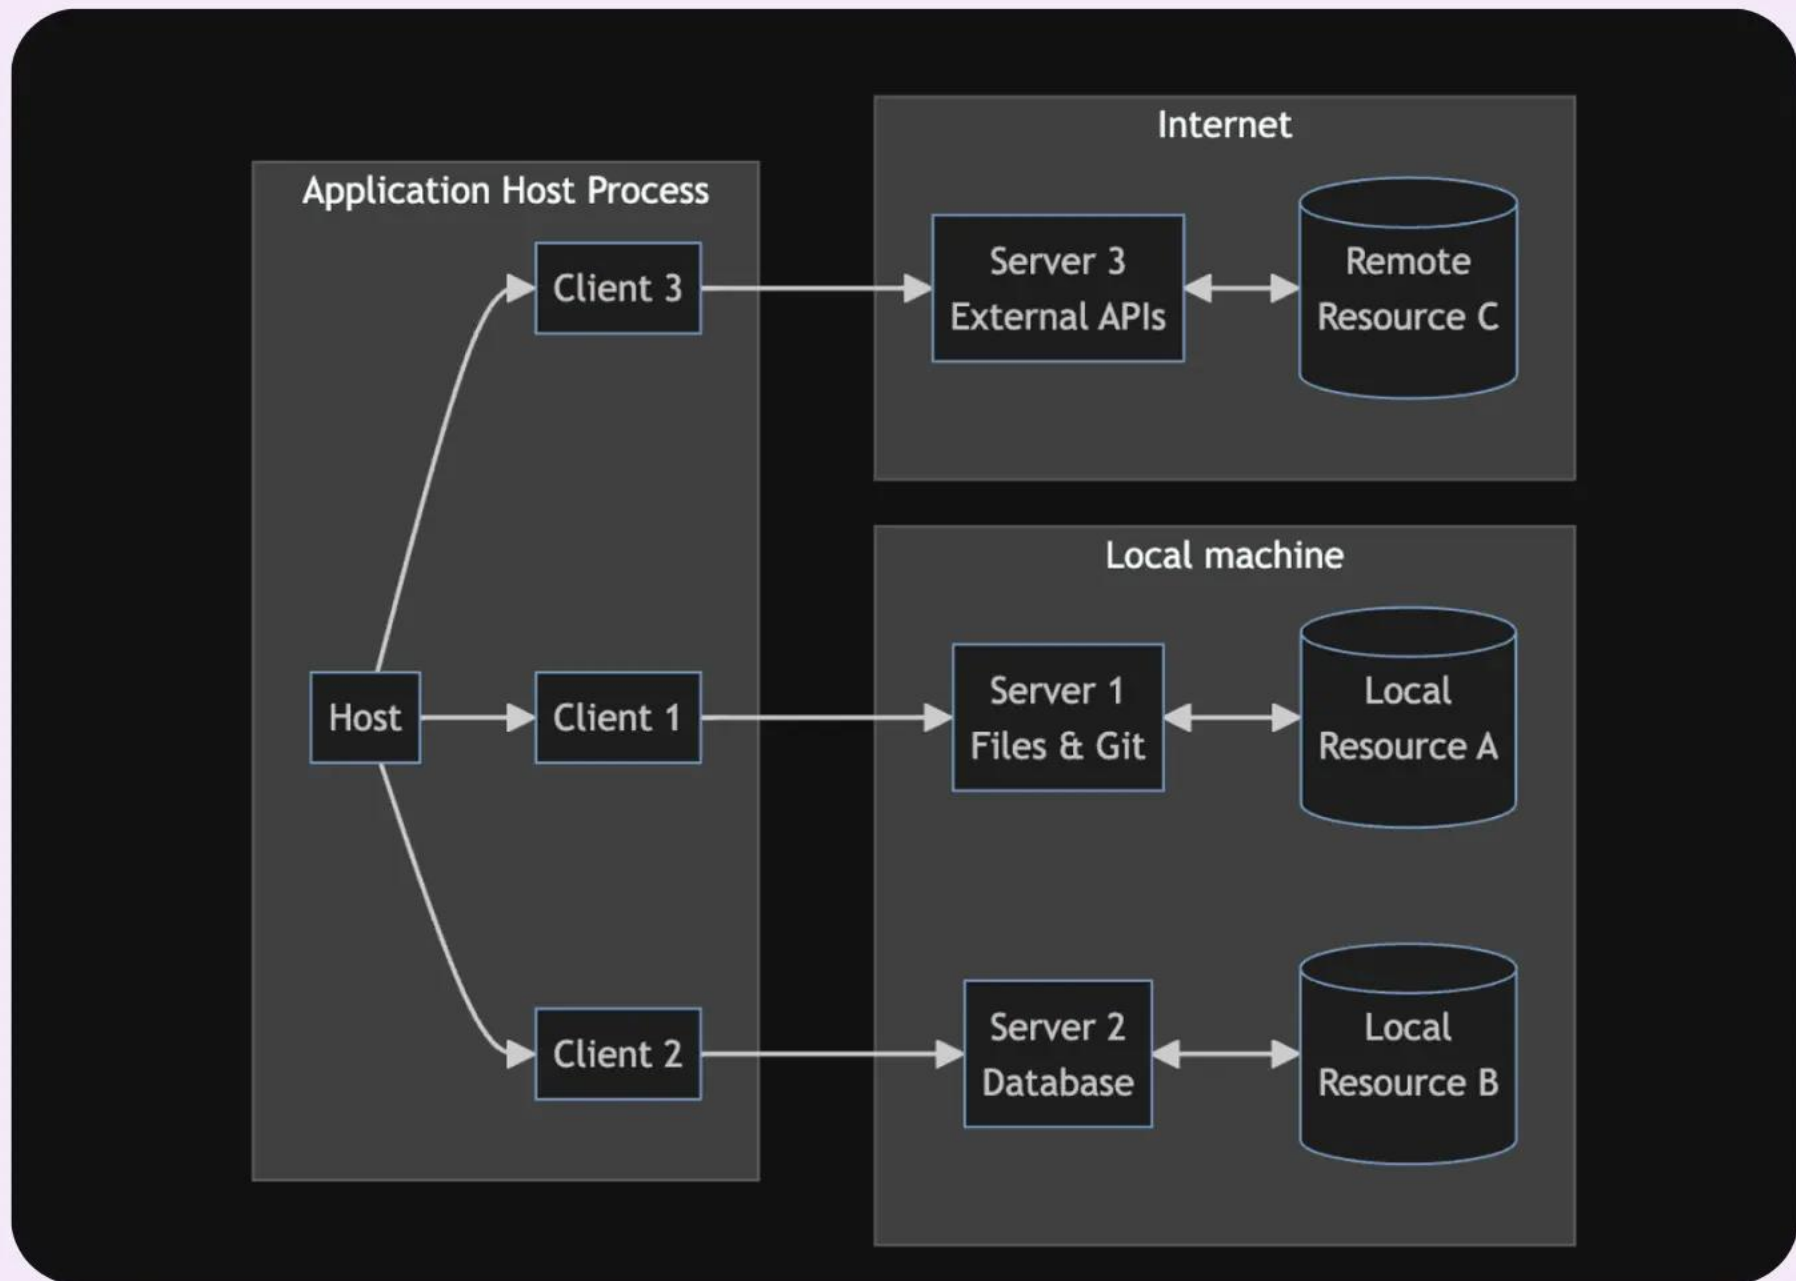 Application Host Process
Client 3
Host
Client 1
Client 2
Internet
Server 3
External APIs
Remote
Resource C
Local machine
Server 1
Files & Git
Local
Resource A
Server 2
Database
Local
Resource B